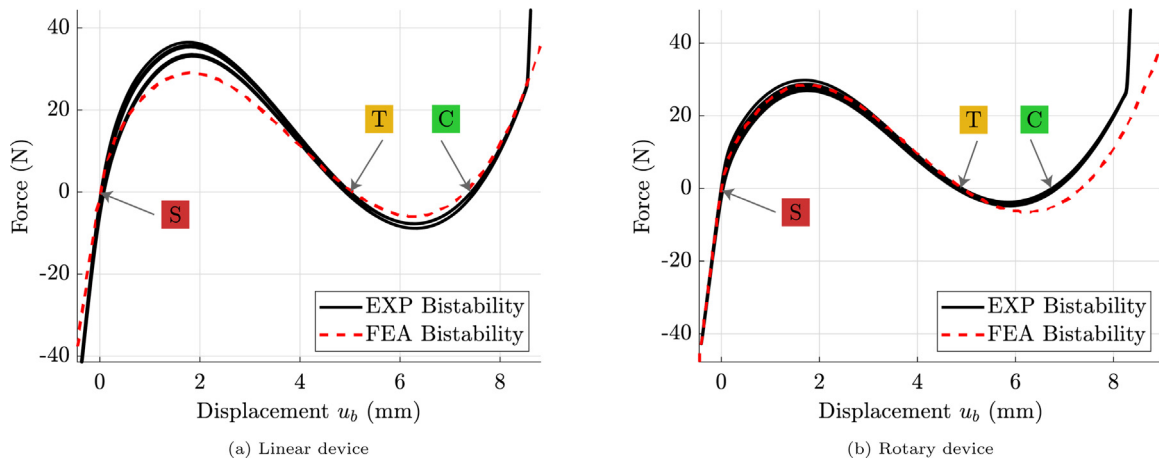 40
20
0
-20
-40
Force (N)
S
T
C
EXP Bistability
FEA Bistability
0 2 4 6 8
Displacement u_b (mm)
(a) Linear device
40
20
0
-20
-40
Force (N)
S
T
C
EXP Bistability
FEA Bistability
0 2 4 6 8
Displacement u_b (mm)
(b) Rotary device